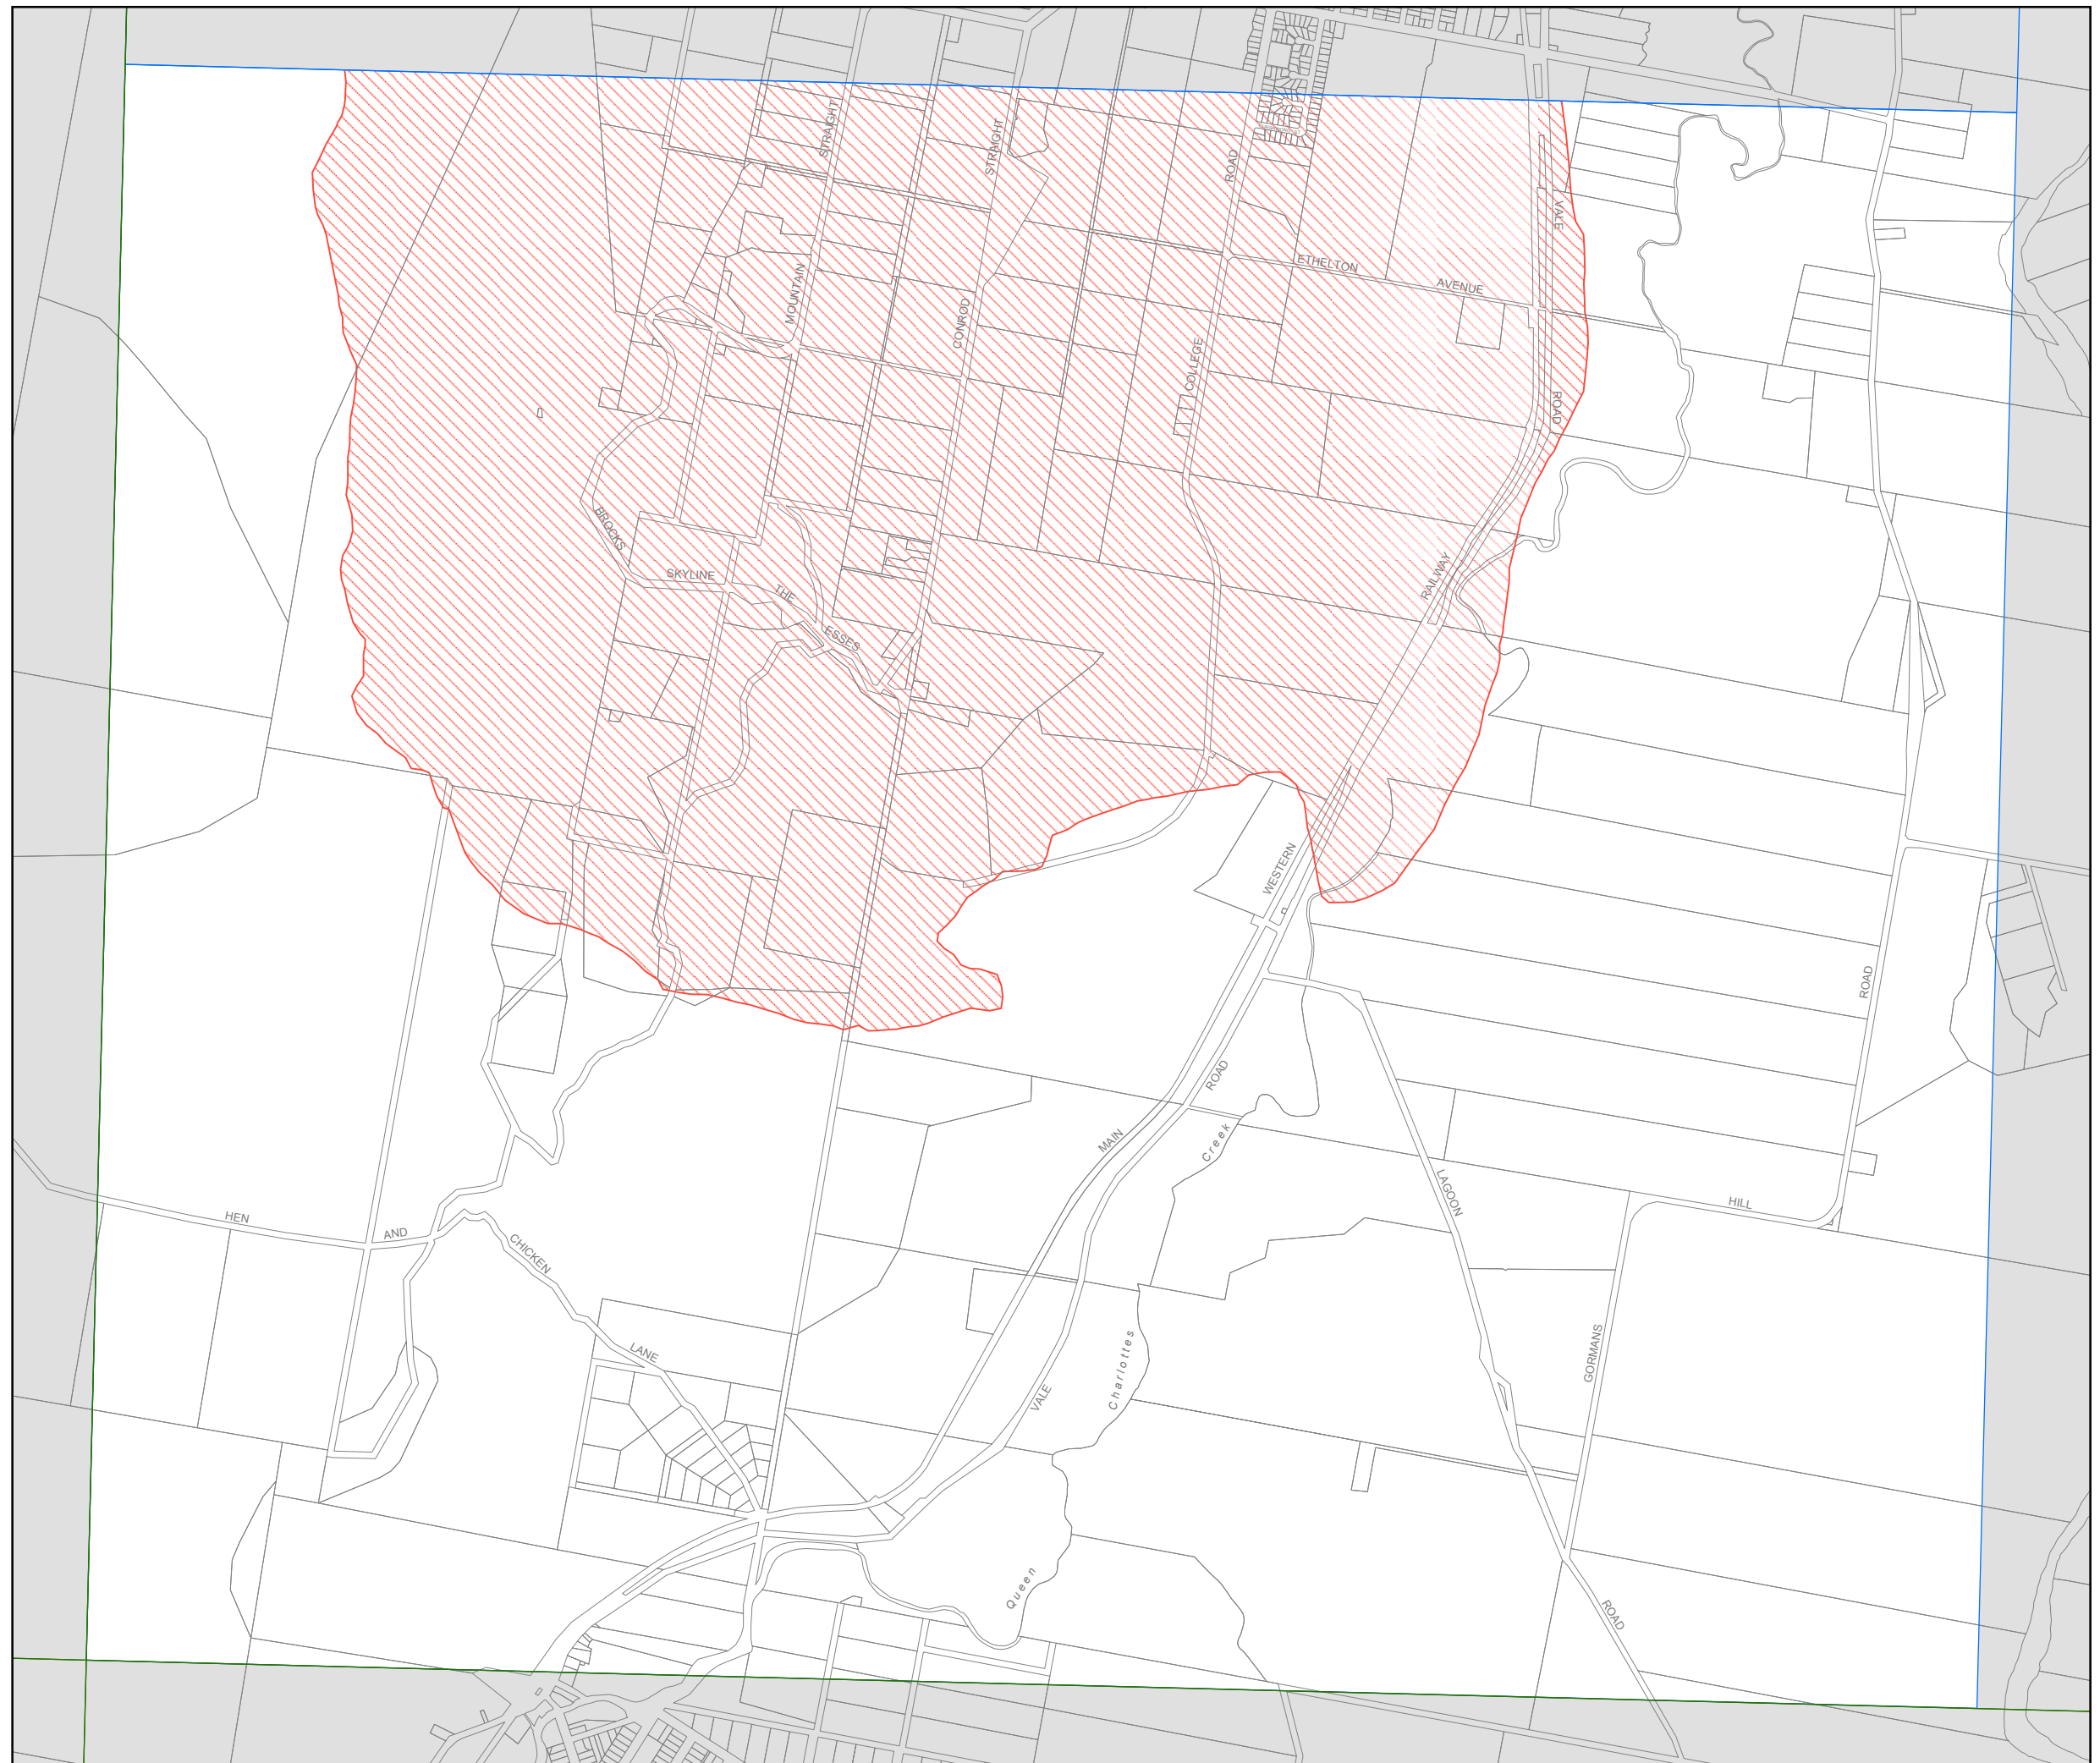 STRAIGHT
STRAIGHT
ROAD
VALE
ETHELTON
AVENUE
MOUNTAIN
CONROD
COLLEGE
ROAD
BROCKS
SKYLINE
THE
ESSES
RAILWAY
WESTERN
ROAD
ROAD
MAIN
Creek
LAGOON
HILL
HEN
AND
CHICKEN
LANE
GORMANS
Charlottes
VALE
Queen
ROAD